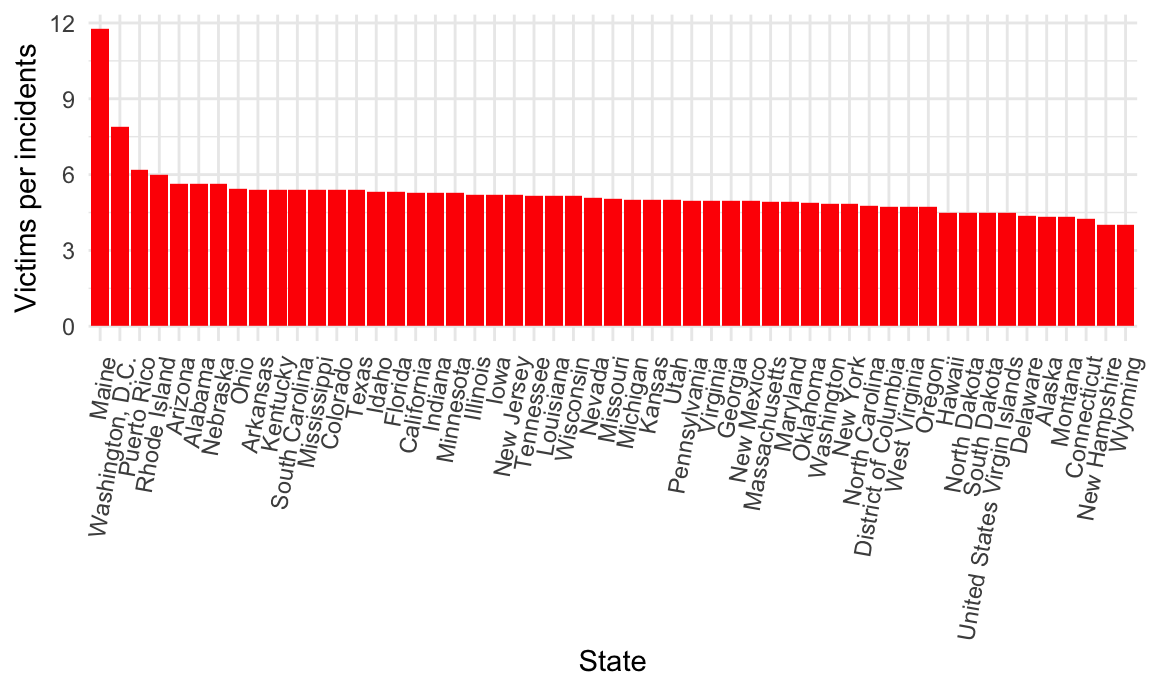 Victims per incidents
12
9
6
3
0
Maine
Washington, D.C.
Puerto Rico
Rhode Island
Arizona
Alabama
Nebraska
Ohio
Arkansas
Kentucky
South Carolina
Mississippi
Colorado
Texas
Idaho
Florida
California
Indiana
Minnesota
Illinois
Iowa
New Jersey
Tennessee
Louisiana
Wisconsin
Nevada
Missouri
Michigan
Kansas
Utah
Pennsylvania
Virginia
Georgia
New Mexico
Massachusetts
Maryland
Oklahoma
Washington
New York
North Carolina
District of Columbia
West Virginia
Oregon
Hawaii
North Dakota
South Dakota
United States Virgin Islands
Delaware
Alaska
Montana
Connecticut
New Hampshire
Wyoming
State